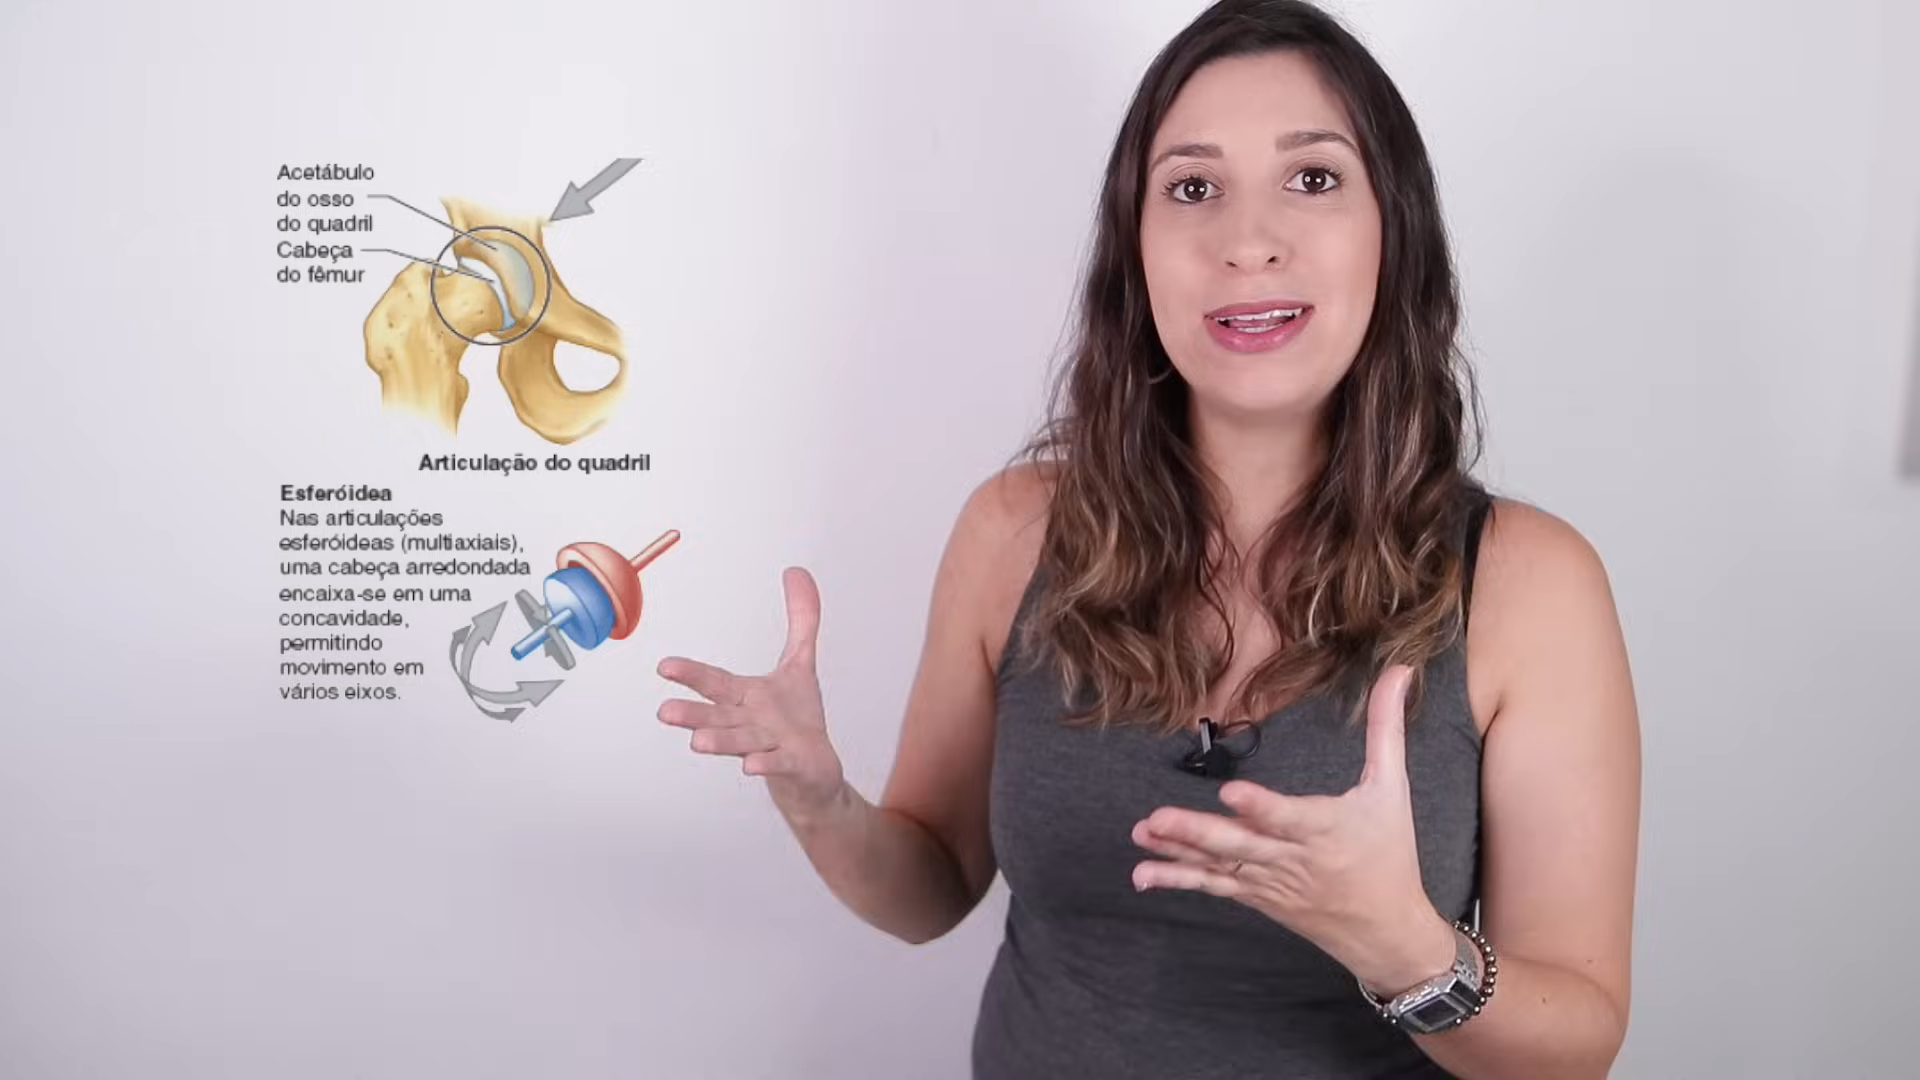 Acetábulo
do osso
do quadril
Cabeça
do fêmur
Articulação do quadril
Esferóidea
Nas articulações
esferóideas (multiaxiais),
uma cabeça arredondada
encaixa-se em uma
concavidade,
permitindo
movimento em
vários eixos.